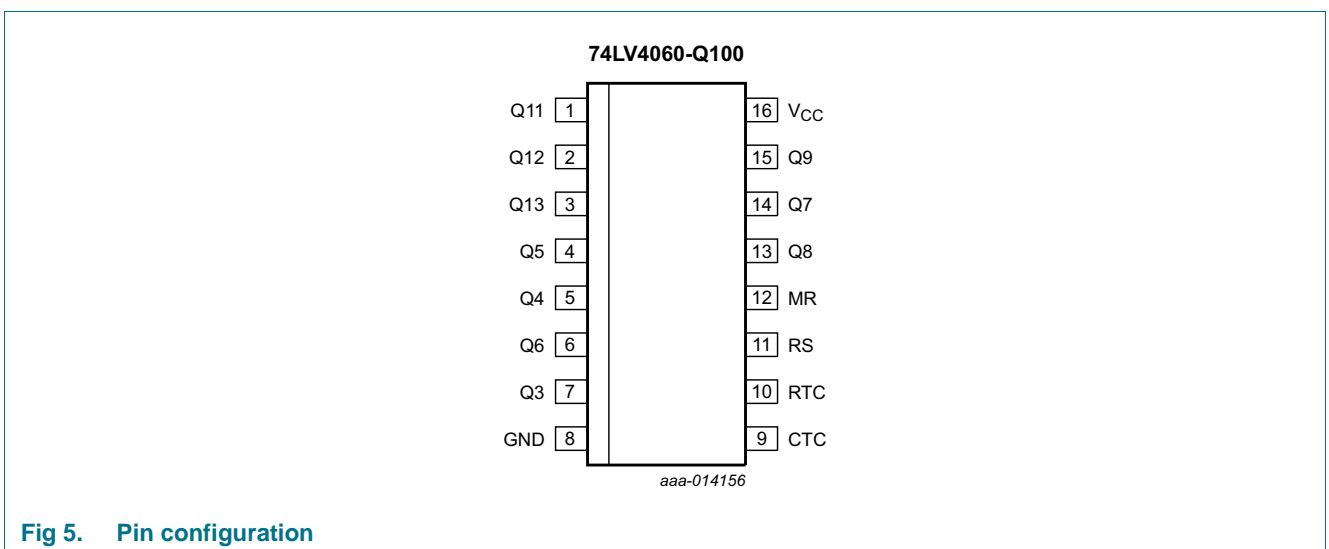 74LV4060-Q100
Q11 1 16 VCC
Q12 2 15 Q9
Q13 3 14 Q7
Q5 4 13 Q8
Q4 5 12 MR
Q6 6 11 RS
Q3 7 10 RTC
GND 8 9 CTC
aaa-014156
Fig 5. Pin configuration